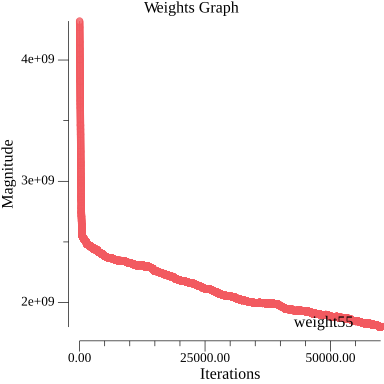 Weights Graph
4e+09
3e+09
2e+09
Magnitude
weight55
0.00
25000.00
50000.00
Iterations